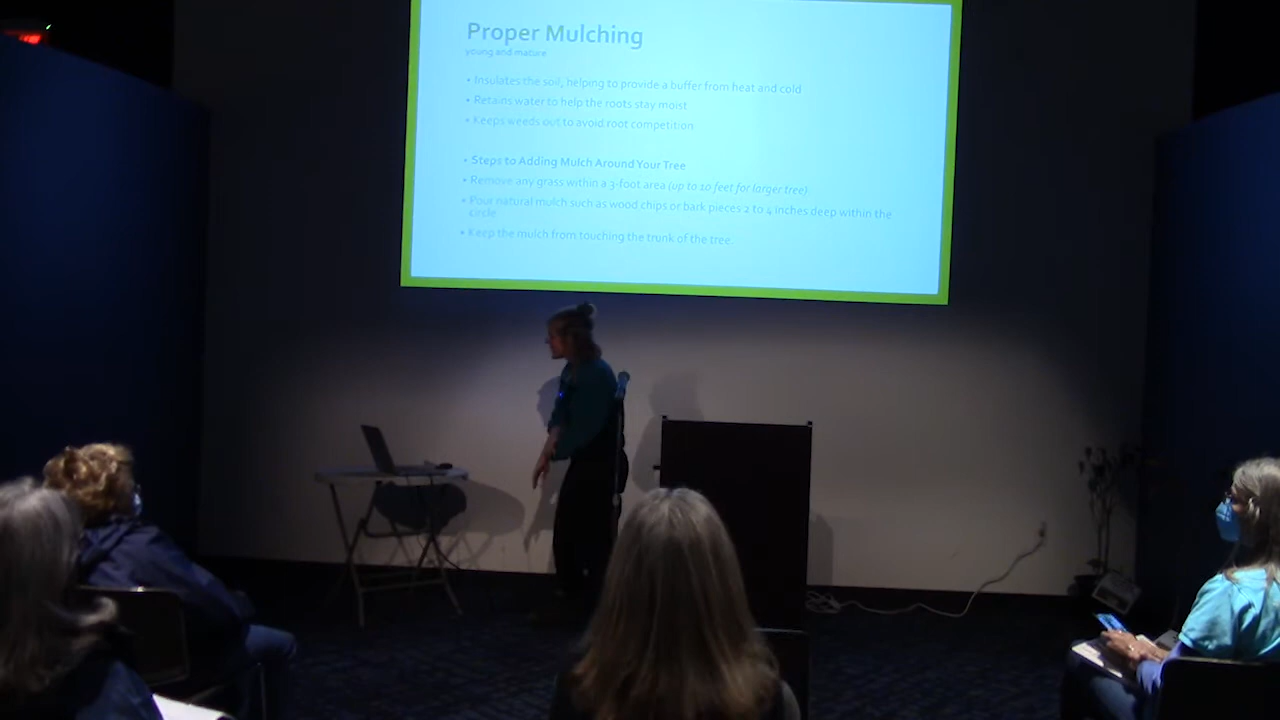 Proper Mulching
young and mature
• Insulates the soil, helping to provide a buffer from heat and cold
• Retains water to help the roots stay moist
• Keeps weeds out to avoid root competition
• Steps to Adding Mulch Around Your Tree
• Remove any grass within a 3-foot area (up to 10 feet for larger tree)
• Pour natural mulch such as wood chips or bark pieces 2 to 4 inches deep within the
circle
• Keep the mulch from touching the trunk of the tree.